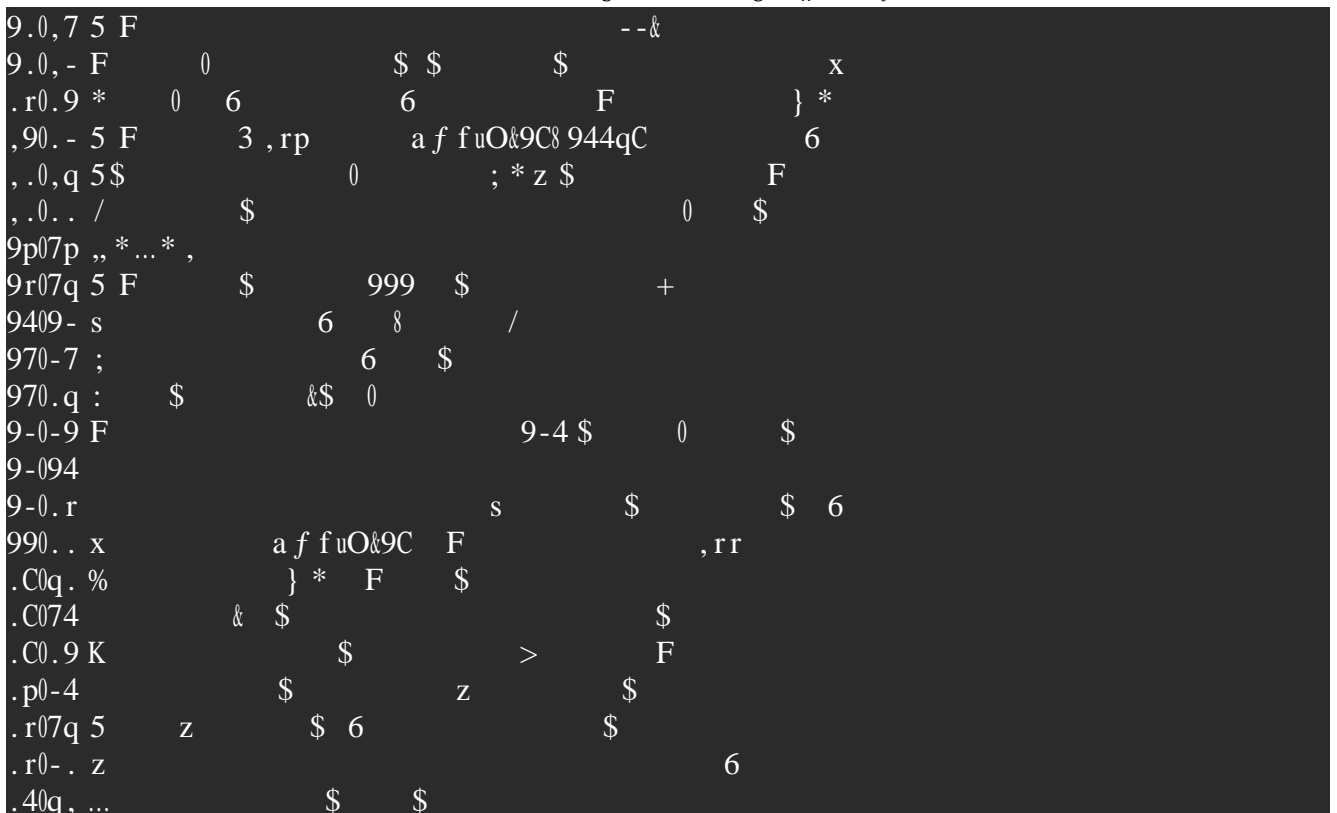 9.0,7 5 F --&
9.0,- F 0 $ $ $ x
.r0.9 * 0 6 6 F } *
,90.- 5 F 3 ,rp a ƒ f uO&9C8 944qC 6
, .0,q 5$ 0 ; * z $ F
, .0.. / $ 0 $
9p07p „ * ... * ,
9r07q 5 F $ 999 $ +
9409- s 6 8 /
970-7 ; 6 $
970.q : $ &$ 0
9-0-9 F 9-4 $ 0 $
9-094
9-0.r s $ $ 6
990.. x a ƒ f uO&9C F ,rr
.C0q. % } * F $
.C074 & $ $
.C0.9 K $ > F
.p0-4 $ z $
.r07q 5 z $ 6 $
.r0-. z 6
.40q, ... $ $